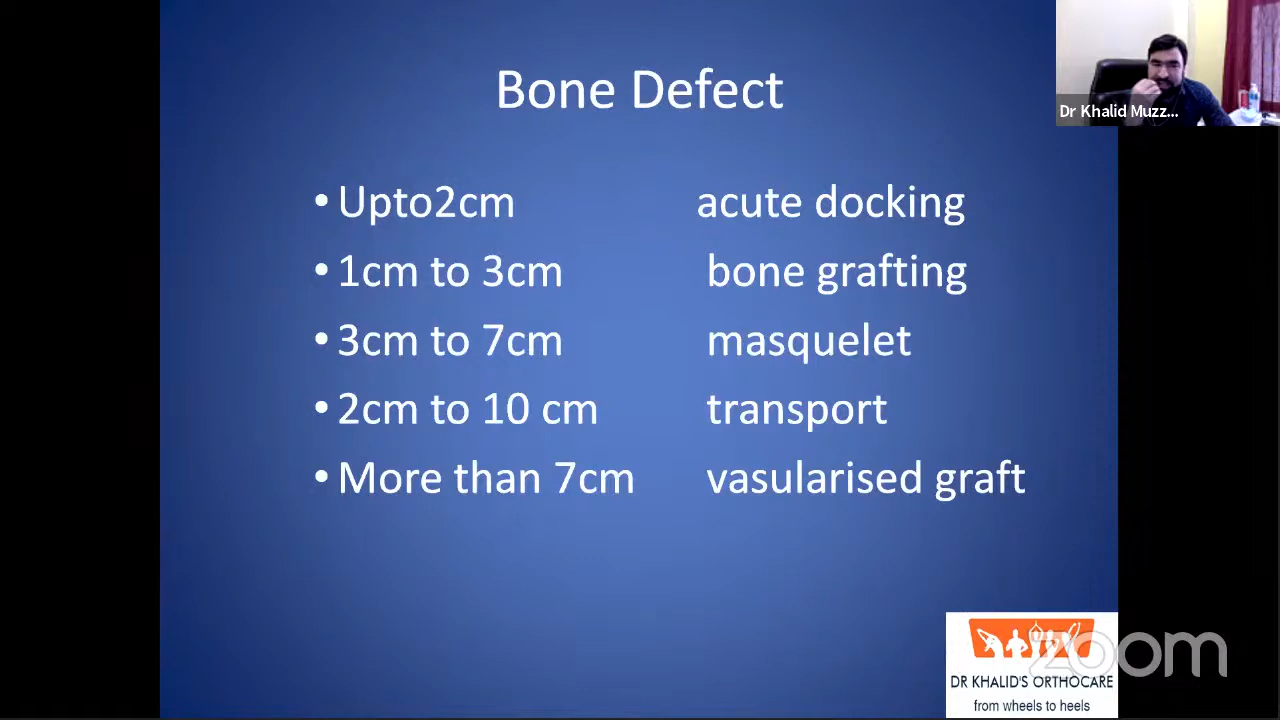 Bone Defect
Dr Khalid Muzz...
• Upto2cm acute docking
• 1cm to 3cm bone grafting
• 3cm to 7cm masquelet
• 2cm to 10 cm transport
• More than 7cm vasularised graft
zoom
DR KHALID'S ORTHOCARE
from wheels to heels